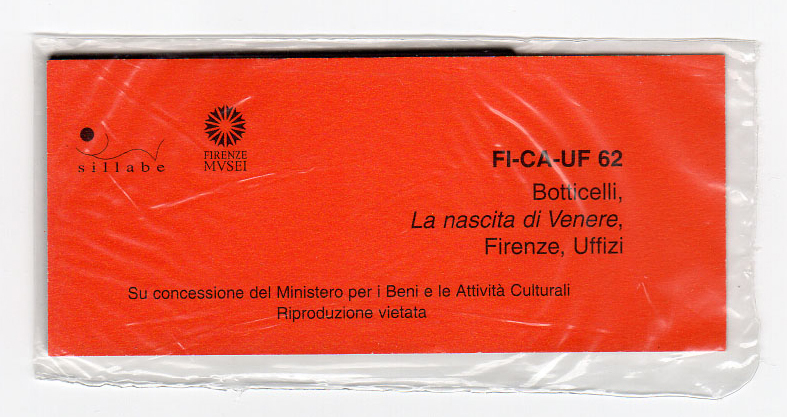 sillabe
FIRENZE
MVSEI
FI-CA-UF 62
Botticelli,
La nascita di Venere,
Firenze, Uffizi
Su concessione del Ministero per i Beni e le Attività Culturali
Riproduzione vietata